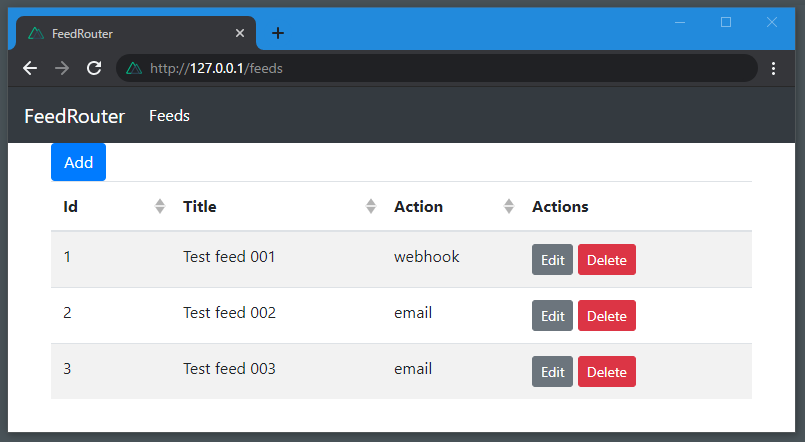 FeedRouter
http://127.0.0.1/feeds
FeedRouter Feeds
Add
Id Title Action Actions
1 Test feed 001 webhook Edit Delete
2 Test feed 002 email Edit Delete
3 Test feed 003 email Edit Delete